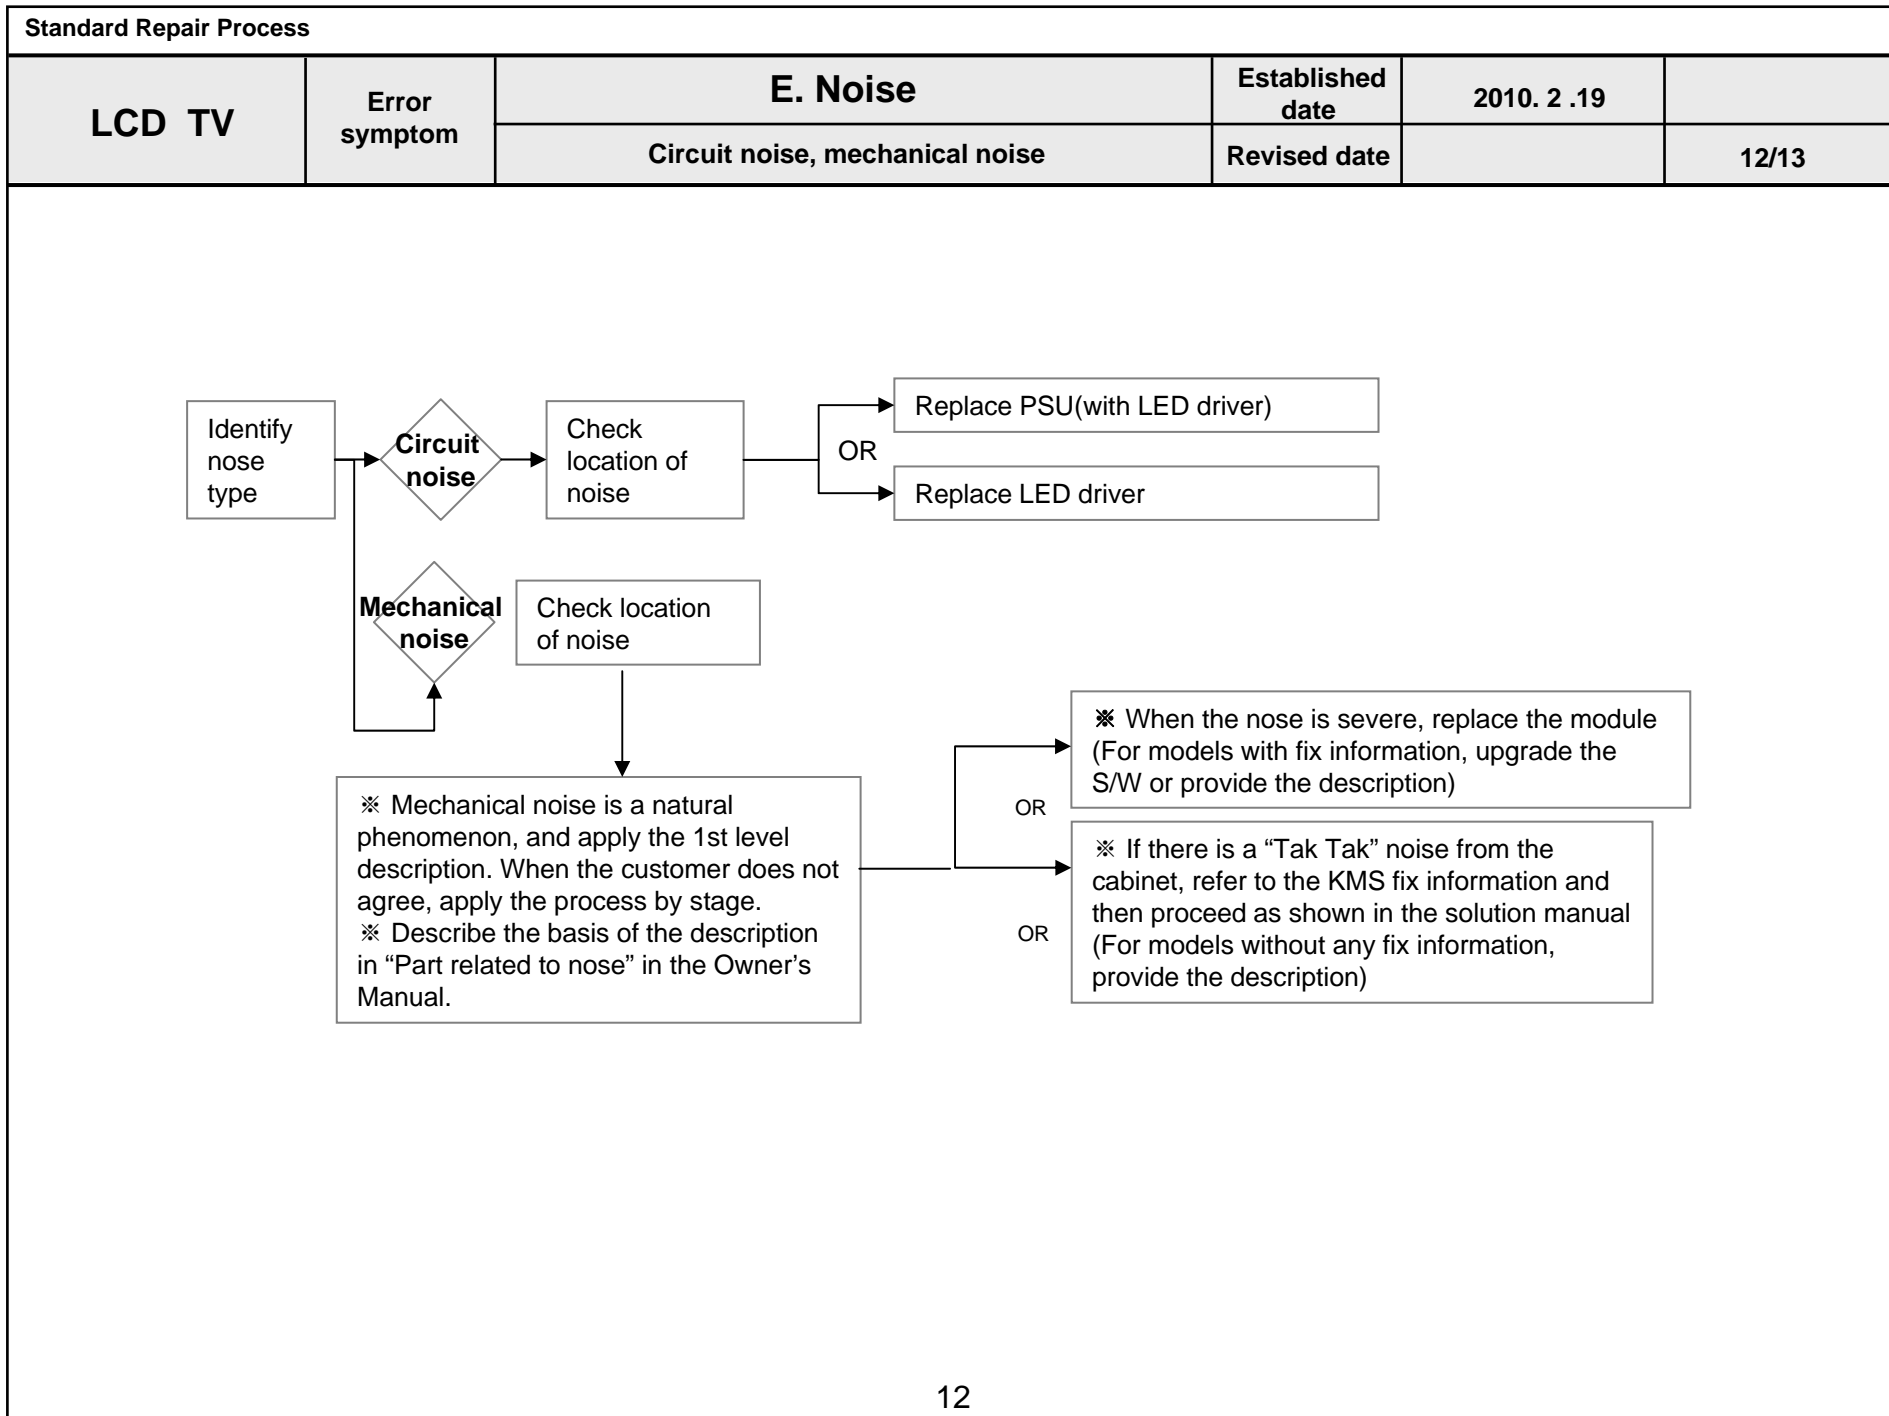 Standard Repair Process
LCD TV
Error
symptom
E. Noise
Established
date
2010. 2 .19
Circuit noise, mechanical noise
Revised date
12/13
Identify
nose
type
Circuit
noise
Check
location of
noise
Replace PSU(with LED driver)
OR
Replace LED driver
Mechanical
noise
Check location
of noise
※ Mechanical noise is a natural
phenomenon, and apply the 1st level
description. When the customer does not
agree, apply the process by stage.
※ Describe the basis of the description
in “Part related to nose” in the Owner’s
Manual.
※ When the nose is severe, replace the module
(For models with fix information, upgrade the
S/W or provide the description)
OR
※ If there is a “Tak Tak” noise from the
cabinet, refer to the KMS fix information and
then proceed as shown in the solution manual
(For models without any fix information,
provide the description)
OR
12